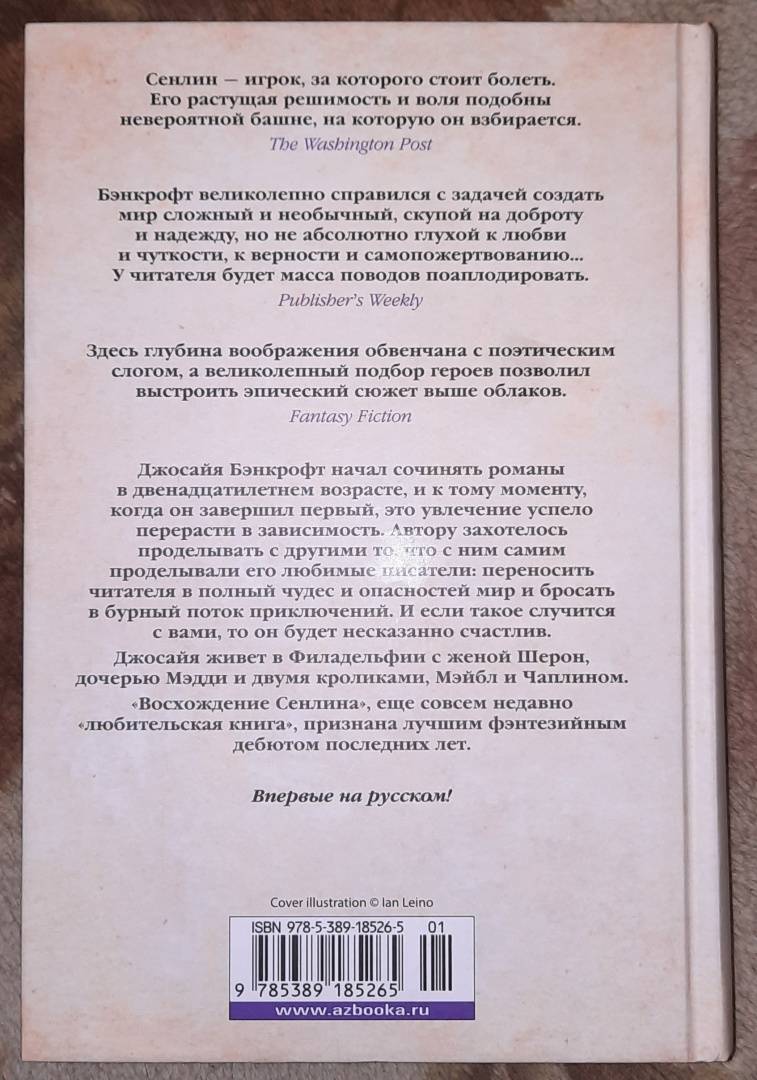 Сенлин — игрок, за которого стоит болеть.
Его растущая решимость и воля подобны
невероятной башне, на которую он взбирается.
The Washington Post
Бэнкрофт великолепно справился с задачей создать
мир сложный и необычный, скупой на доброту
и надежду, но не абсолютно глухой к любви
и чуткости, к верности и самопожертвованию...
У читателя будет масса поводов поаплодировать.
Publisher's Weekly
Здесь глубина воображения обвенчана с поэтическим
слогом, а великолепный подбор героев позволил
выстроить эпический сюжет выше облаков.
Fantasy Fiction
Джосайя Бэнкрофт начал сочинять романы
в двенадцатилетнем возрасте, и к тому моменту,
когда он завершил первый, это увлечение успело
перерасти в зависимость. Автору захотелось
проделывать с другими то, что с ним самим
проделывали его любимые писатели: переносить
читателя в полный чудес и опасностей мир и бросать
в бурный поток приключений. И если такое случится
с вами, то он будет несказанно счастлив.
Джосайя живет в Филадельфии с женой Шерон,
дочерью Мэдди и двумя кроликами, Мэйбл и Чаплином.
«Восхождение Сенлина», еще совсем недавно
«любительская книга», признана лучшим фэнтезийным
дебютом последних лет.
Впервые на русском!
Cover illustration © Ian Leino
ISBN 978-5-389-18526-5 01
9 785389 185265
www.azbooka.ru